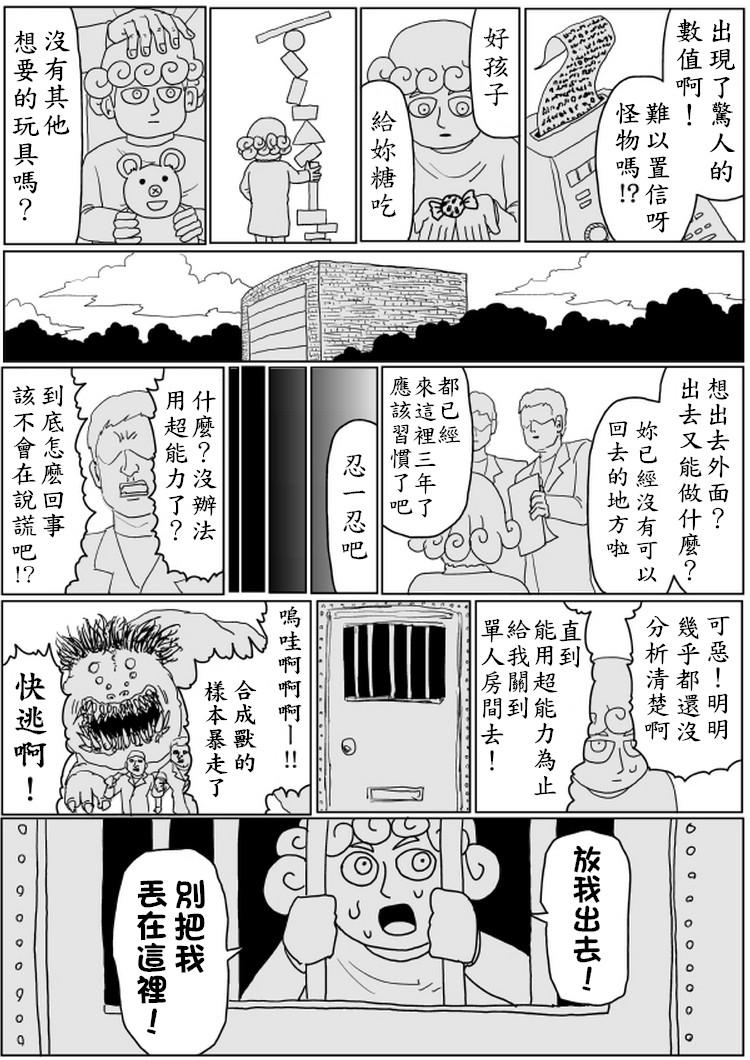 出現了驚人的
數值啊！
難以置信呀
怪物嗎!?
好孩子
給妳糖吃
沒有其他
想要的玩具嗎？
想出去外面？
出去又能做什麼？
妳已經沒有可以
回去的地方啦
都已經
來這裡三年了
應該習慣了吧
忍一忍吧
什麼？沒辦法
用超能力了？
到底怎麼回事
該不會在說謊吧!?
可惡！明明
幾乎都還沒
分析清楚啊
直到
能用超能力為止
給我關到
單人房間去！
嗚哇啊啊啊—!!
合成獸的
樣本暴走了
快逃啊！
放我出去！
別把我
丟在這裡！